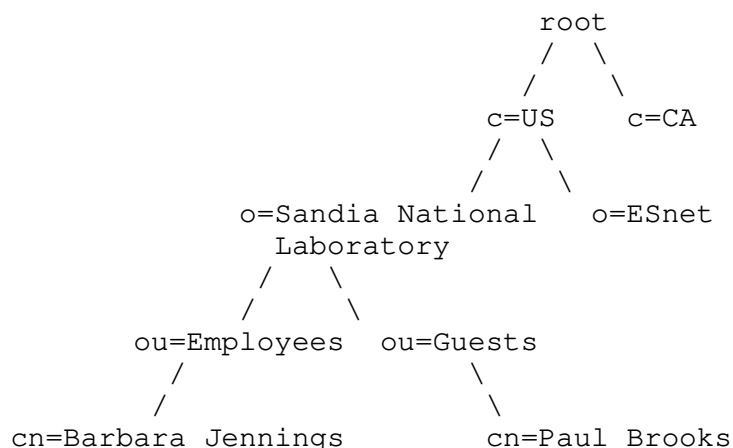 root
c=US c=CA
o=Sandia National o=ESnet
Laboratory
ou=Employees ou=Guests
cn=Barbara Jennings cn=Paul Brooks